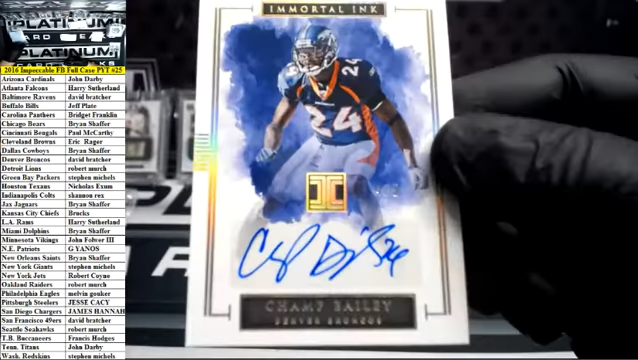 PLATINUM
CARD BREAKS
PLATINUM
2016 Impeccable FB Full Case PYT #25
Arizona Cardinals John Darby
Atlanta Falcons Harry Sutherland
Baltimore Ravens david bratcher
Buffalo Bills Jeff Plate
Carolina Panthers Bridget Franklin
Chicago Bears Bryan Shaffer
Cincinnati Bengals Paul McCarthy
Cleveland Browns Eric Rager
Dallas Cowboys Bryan Shaffer
Denver Broncos david bratcher
Detroit Lions robert murch
Green Bay Packers stephen michels
Houston Texans Nicholas Exum
Indianapolis Colts shannon rex
Jax Jaguars Bryan Shaffer
Kansas City Chiefs Brucks
L.A. Rams Harry Sutherland
Miami Dolphins Bryan Shaffer
Minnesota Vikings John Folver III
N.E. Patriots G YANOS
New Orleans Saints Bryan Shaffer
New York Giants stephen michels
New York Jets Robert Coyne
Oakland Raiders robert murch
Philadelphia Eagles melvin gouker
Pittsburgh Steelers JESSE CACY
San Diego Chargers JAMES HANNAH
San Francisco 49ers david bratcher
Seattle Seahawks robert murch
T.B. Buccaneers Francis Hodges
Tenn. Titans John Darby
Wash. Redskins stephen michels
IMMORTAL INK
24
24
CHAMP BAILEY
DENVER BRONCOS